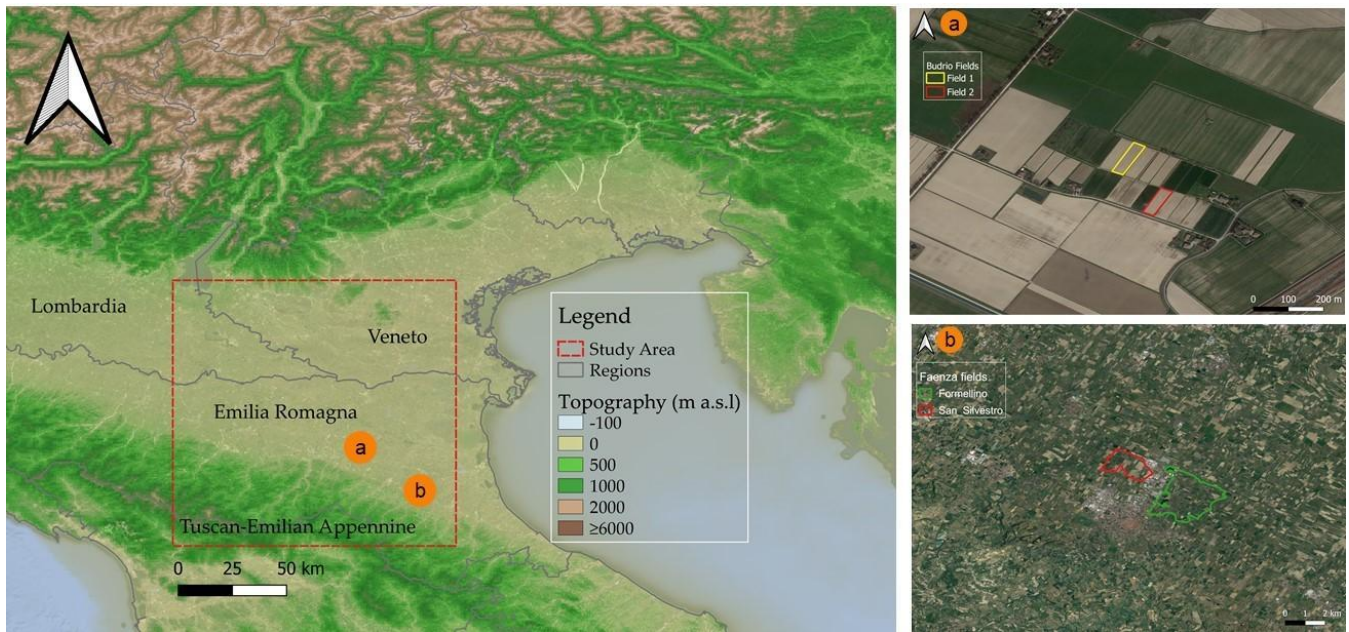 Lombardia
Veneto
Emilia Romagna
a
b
Tuscan-Emilian Appennine
0 25 50 km
Legend
Study Area
Regions
Topography (m a.s.l)
-100
0
500
1000
2000
≥6000
a
Budrio Fields
Field 1
Field 2
0 100 200 m
b
Faenza fields
Formellino
San_Silvestro
0 1 2 km